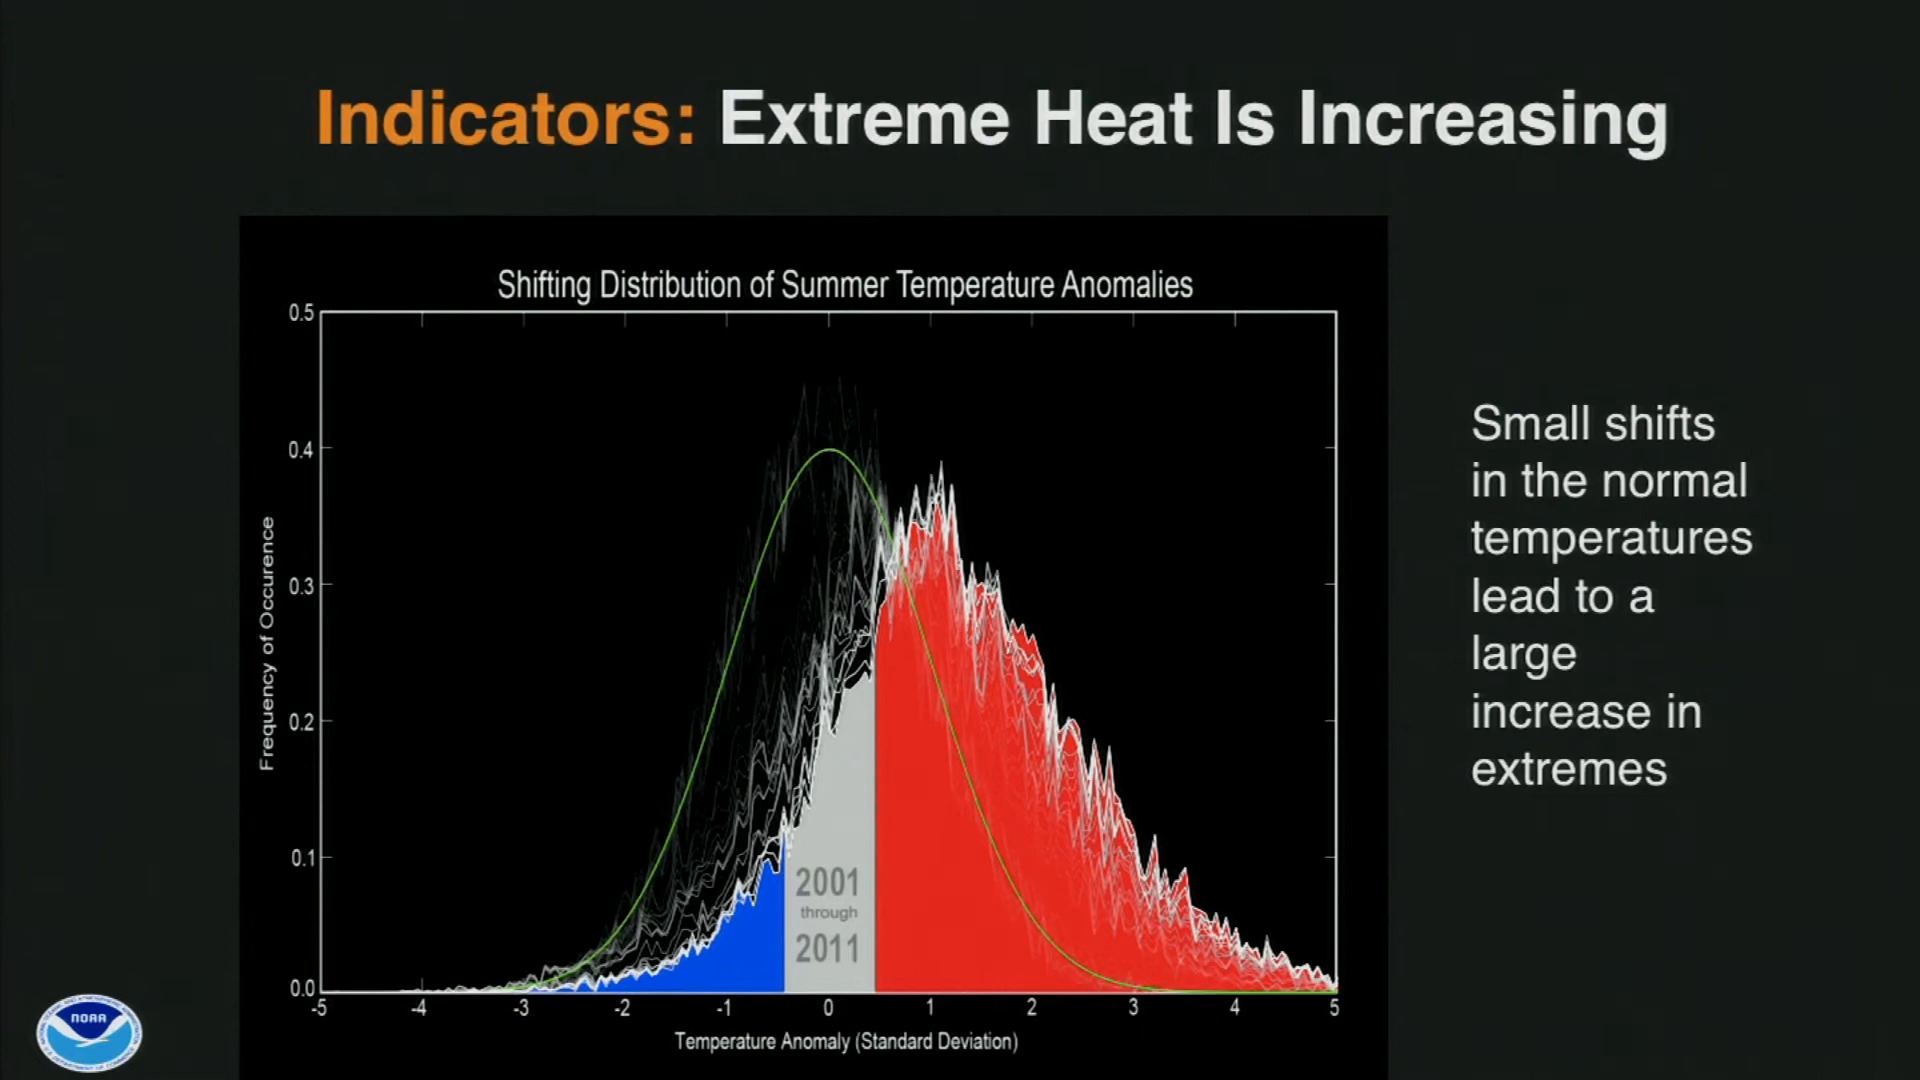 Indicators: Extreme Heat Is Increasing
Shifting Distribution of Summer Temperature Anomalies
0.5
0.4
0.3
0.2
0.1
0.0
Frequency of Occurence
-5
-4
-3
-2
-1
0
1
2
3
4
5
Temperature Anomaly (Standard Deviation)
2001
through
2011
Small shifts
in the normal
temperatures
lead to a
large
increase in
extremes
NOAA